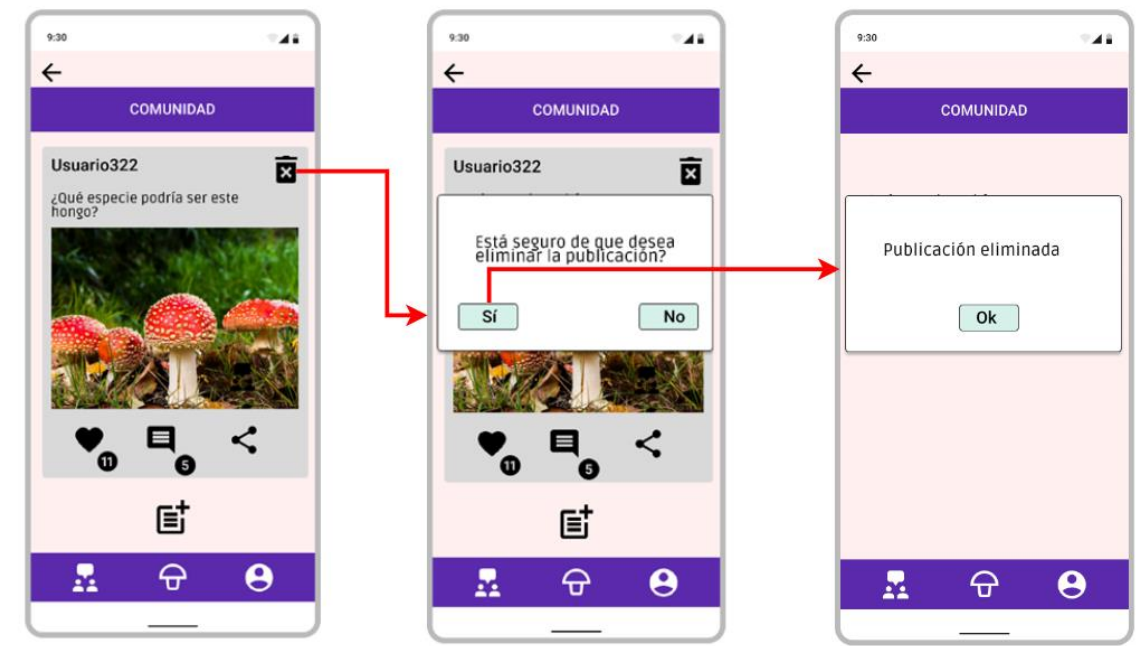 9:30
COMUNIDAD
Usuario322
¿Qué especie podría ser este
hongo?
11
5
9:30
COMUNIDAD
Usuario322
Está seguro de que desea
eliminar la publicación?
Sí
No
11
5
9:30
COMUNIDAD
Publicación eliminada
Ok